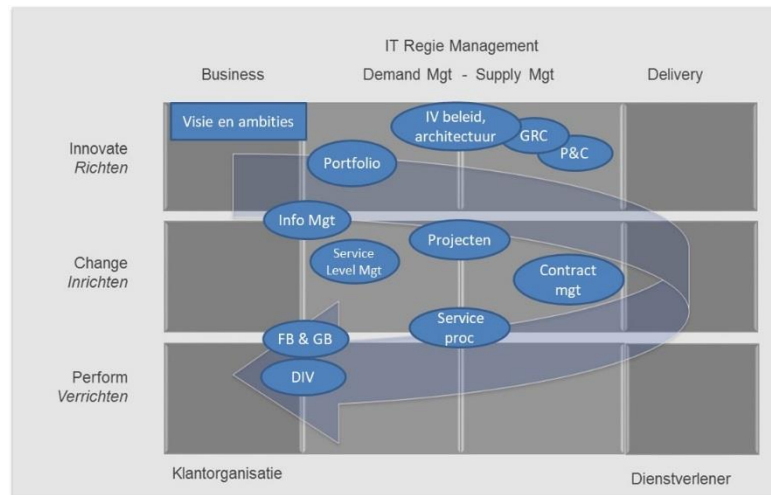 IT Regie Management
Business
Demand Mgt - Supply Mgt
Delivery
Visie en ambities
IV beleid,
architectuur
GRC
P&C
Innovate
Richten
Portfolio
Info Mgt
Projecten
Change
Inrichten
Service
Level Mgt
Contract
mgt
Service
proc
FB & GB
DIV
Perform
Verrichten
Klantorganisatie
Dienstverlener